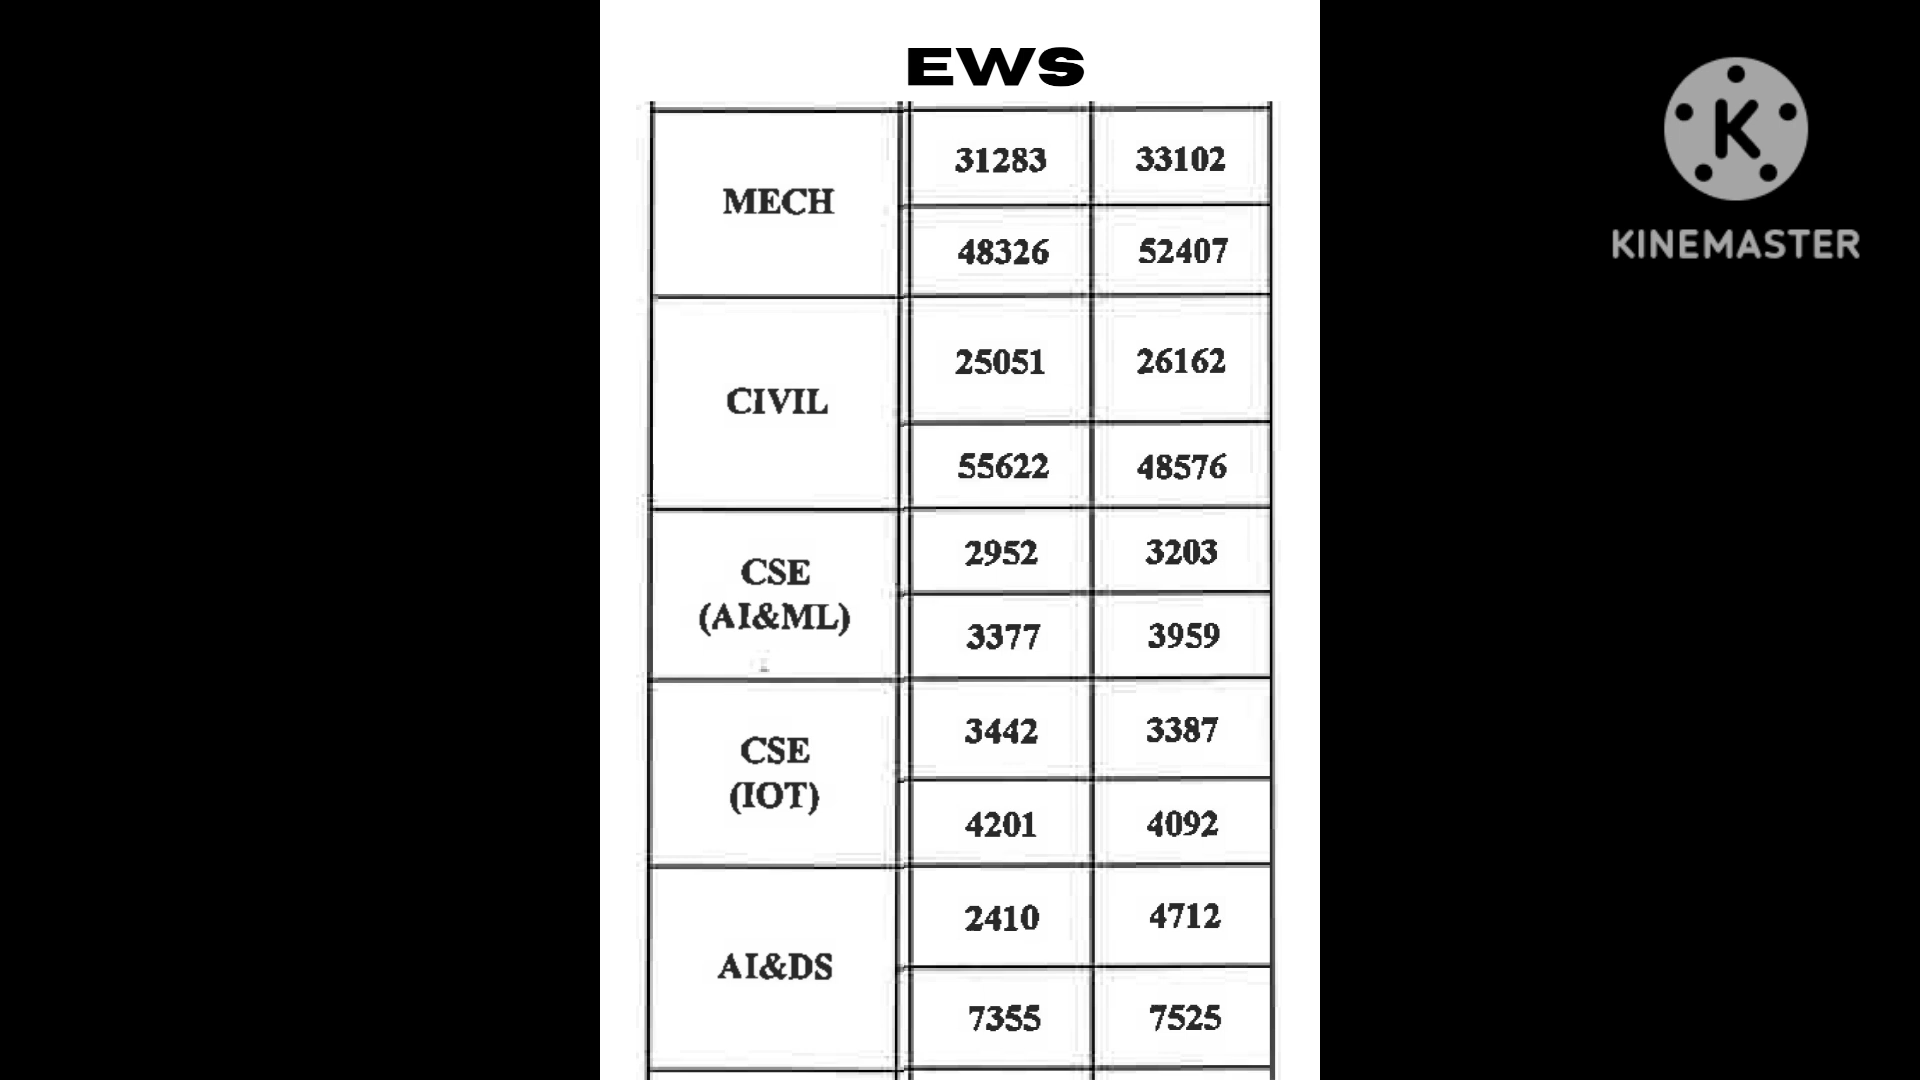 EWS
MECH
31283 33102
48326 52407
CIVIL
25051 26162
55622 48576
CSE
(AI&ML)
2952 3203
3377 3959
CSE
(IOT)
3442 3387
4201 4092
AI&DS
2410 4712
7355 7525
K
KINEMASTER